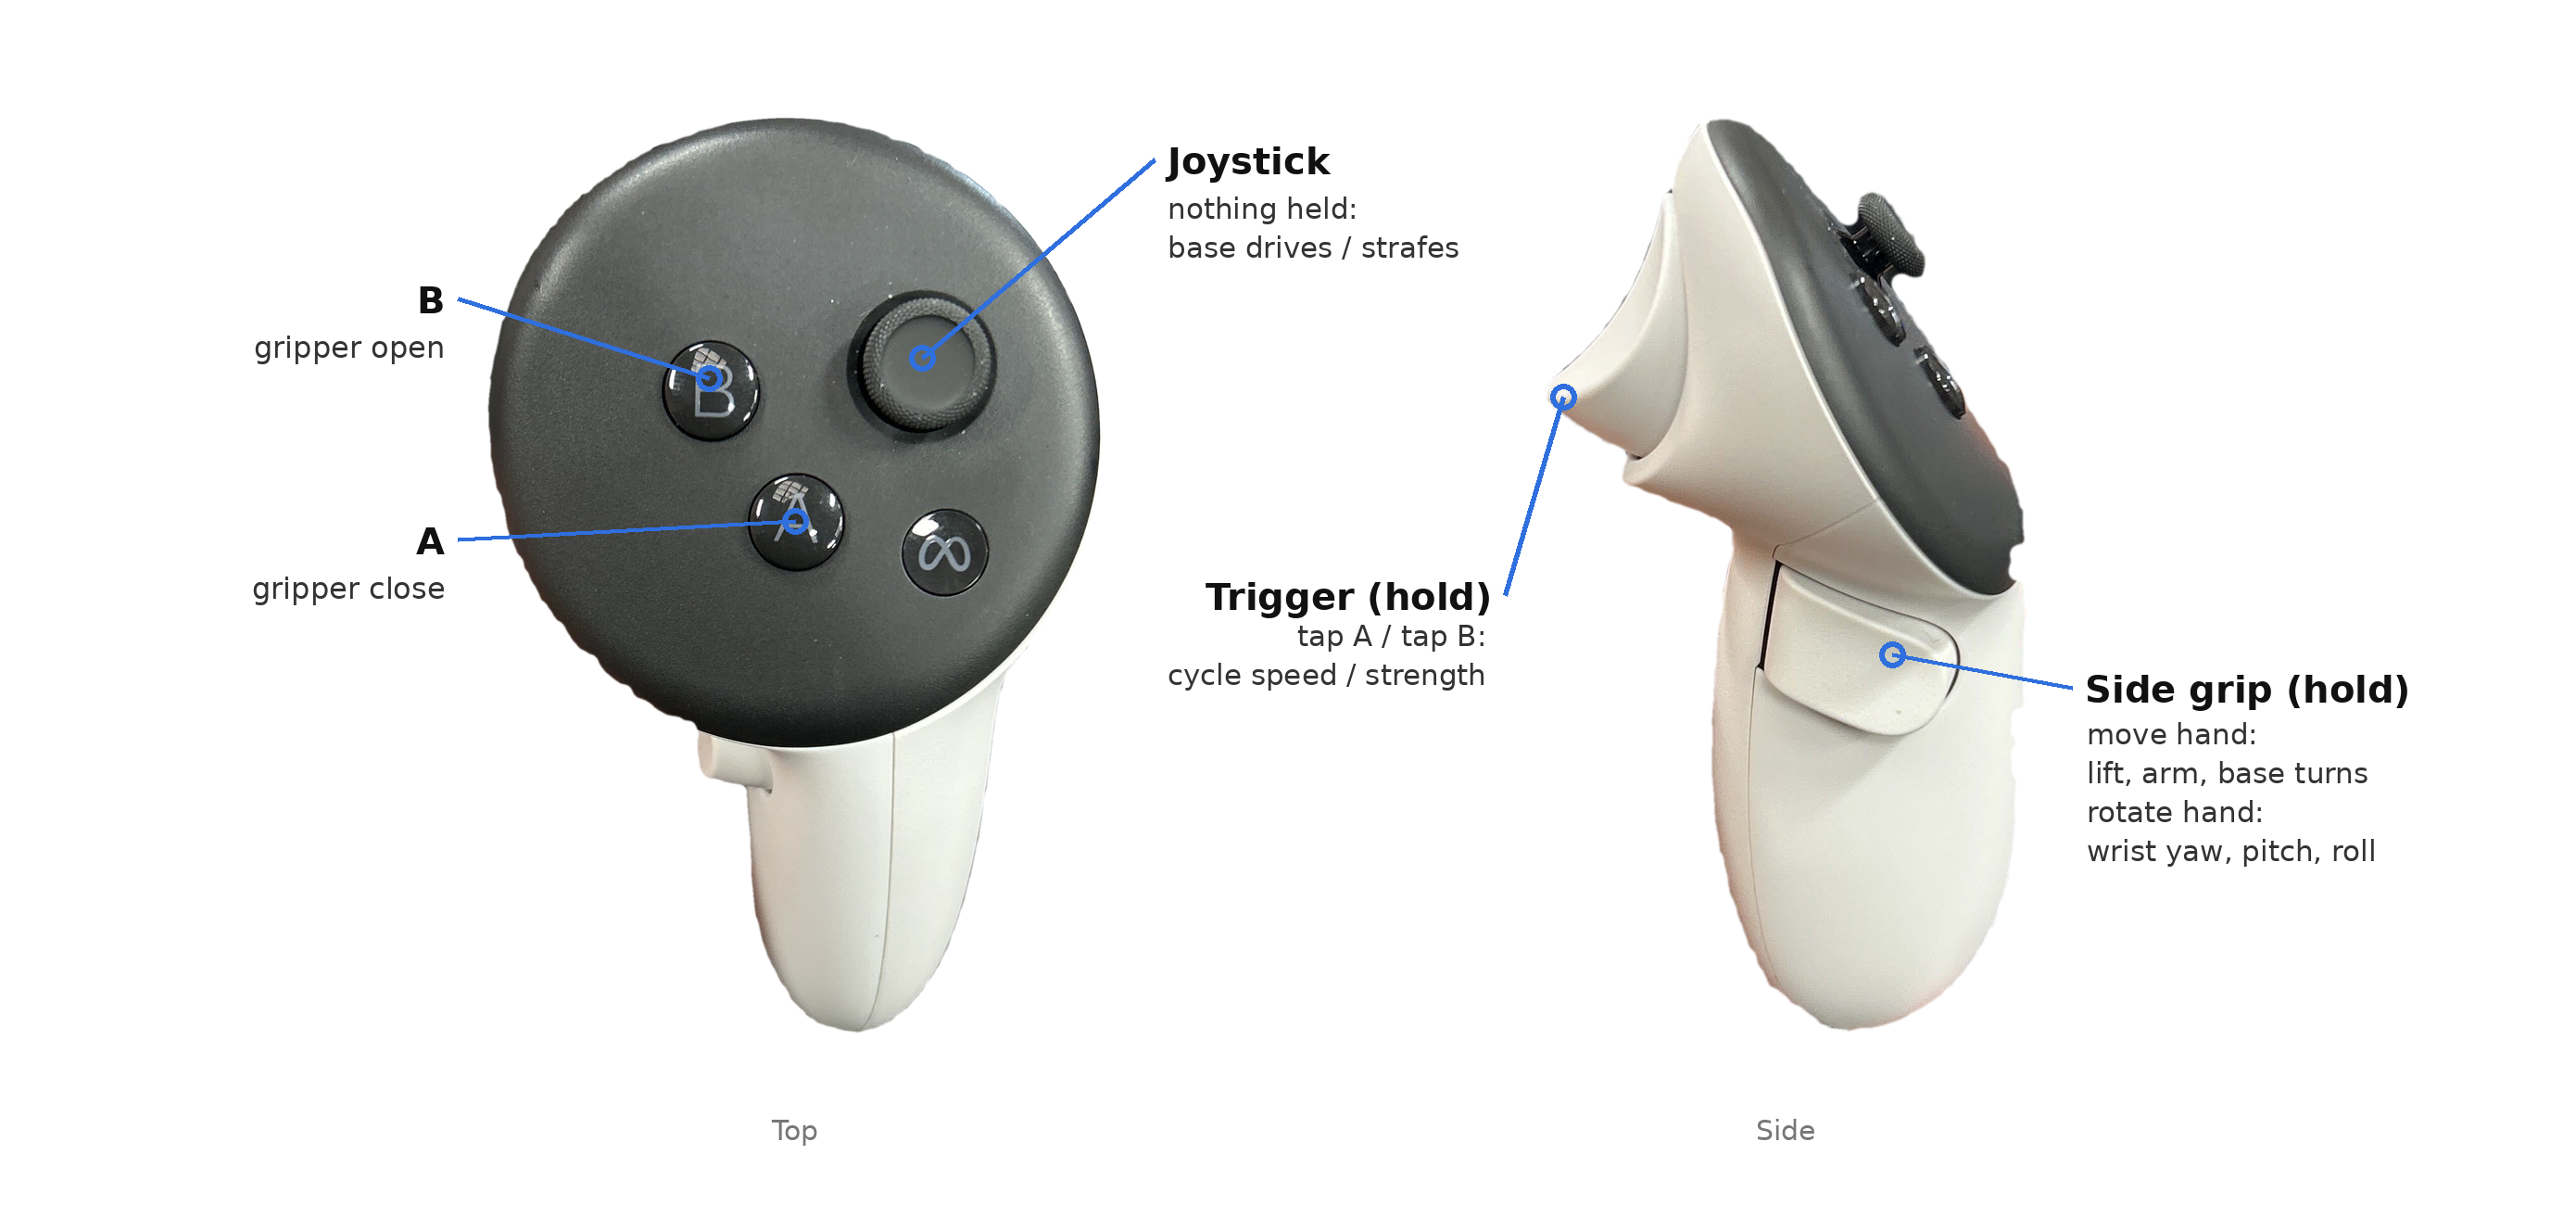 Joystick
nothing held:
base drives / strafes
B
gripper open
B
A
gripper close
A
Trigger (hold)
tap A / tap B:
cycle speed / strength
Side grip (hold)
move hand:
lift, arm, base turns
rotate hand:
wrist yaw, pitch, roll
Top
Side